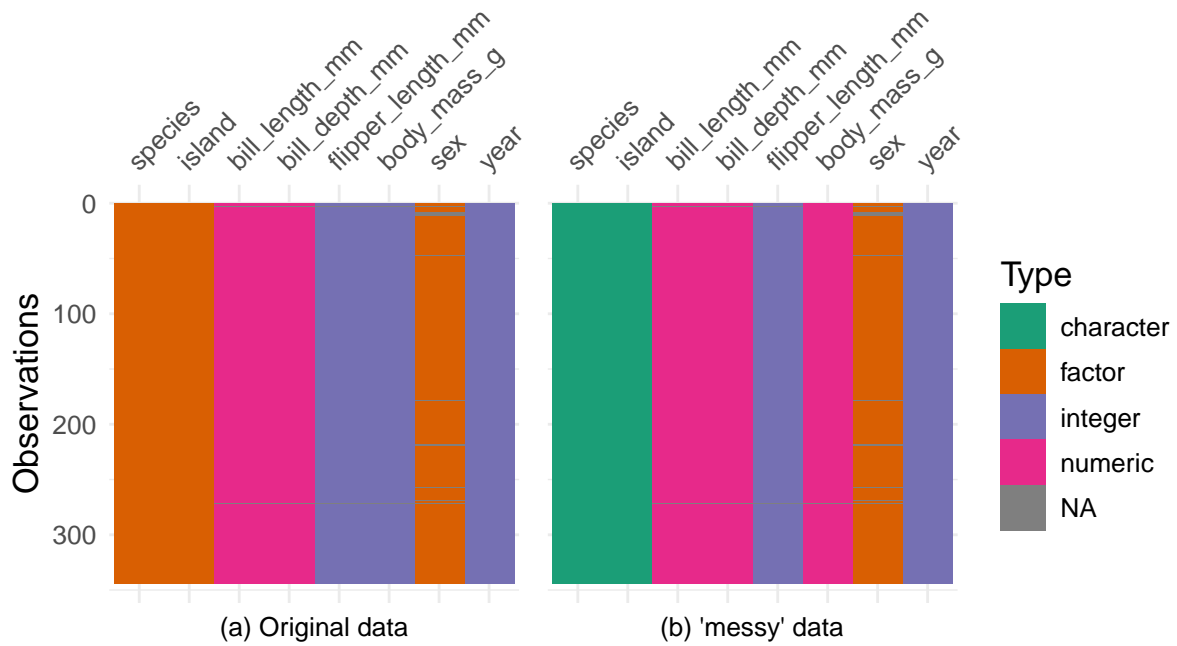 species
island
bill_length_mm
bill_depth_mm
flipper_length_mm
body_mass_g
sex
year
species
island
bill_length_mm
bill_depth_mm
flipper_length_mm
body_mass_g
sex
year
Observations
0
100
200
300
(a) Original data
(b) 'messy' data
Type
character
factor
integer
numeric
NA